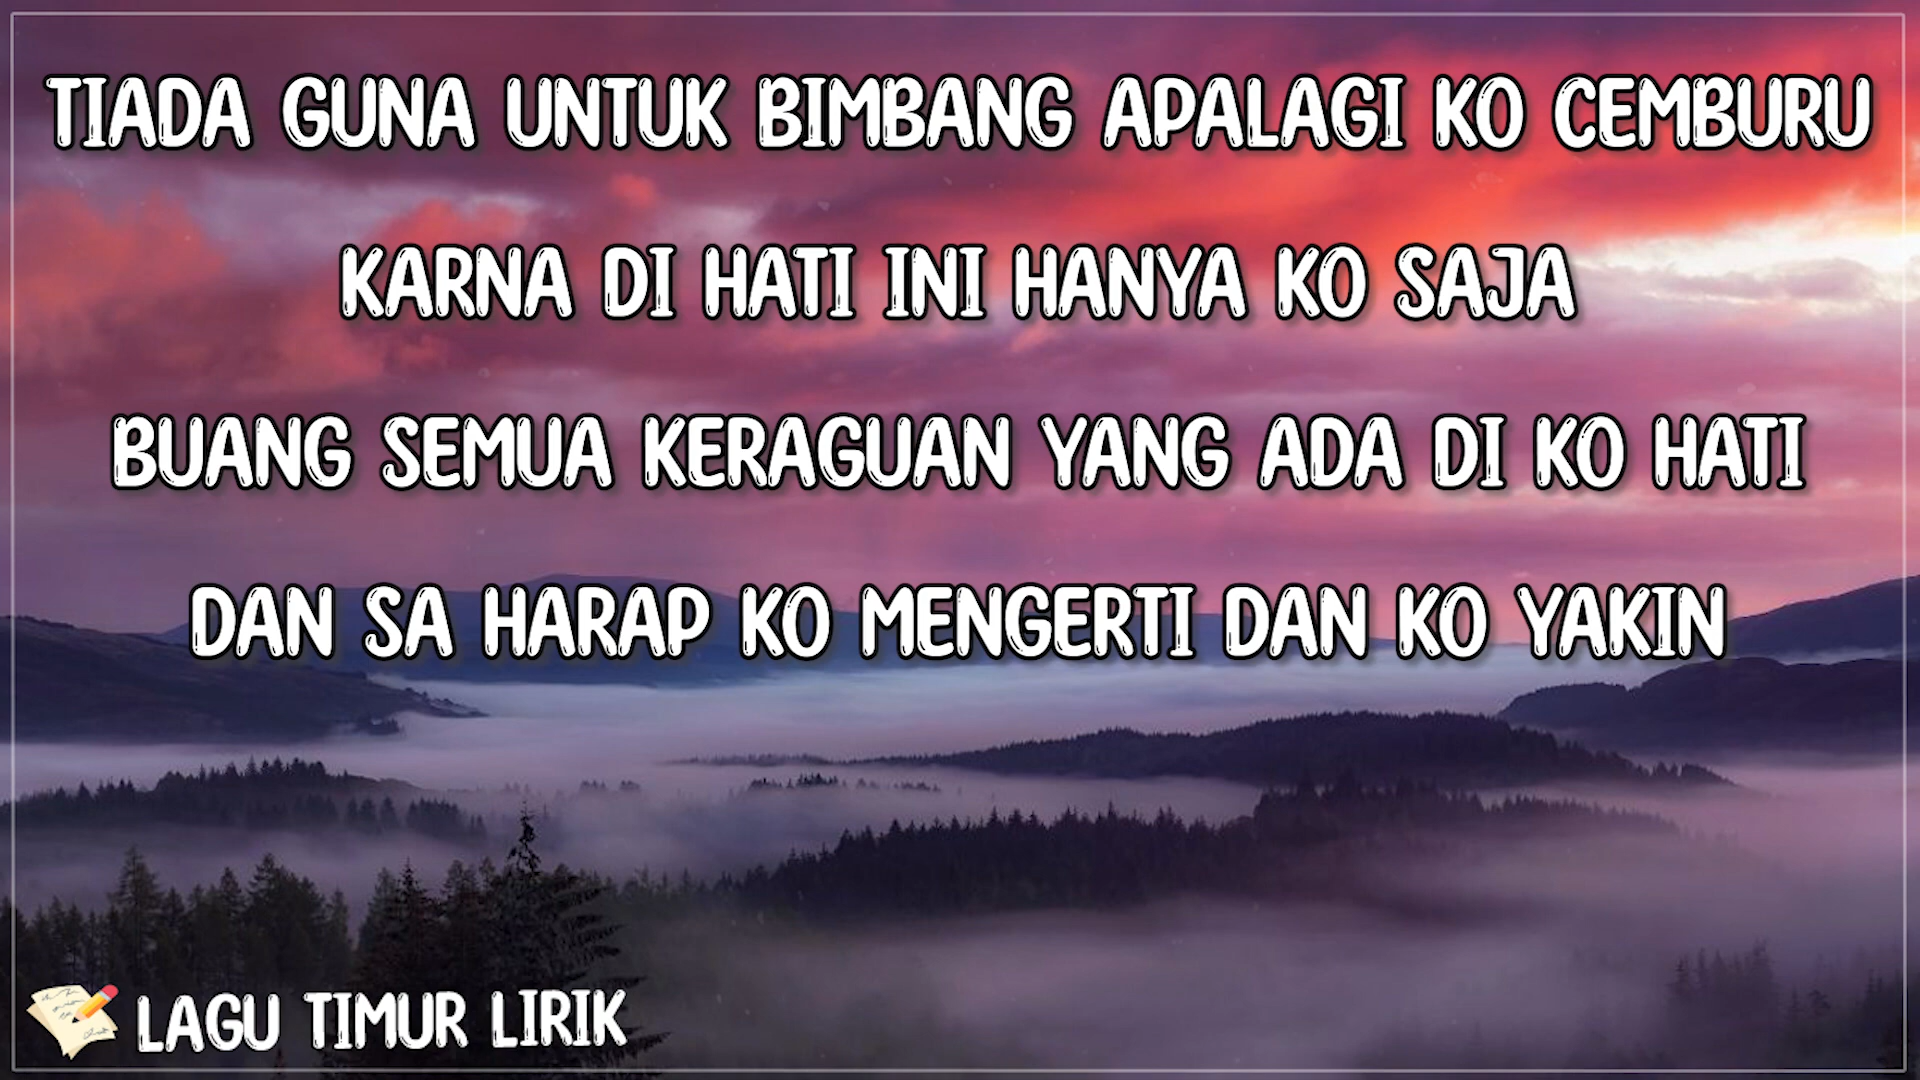 TIADA GUNA UNTUK BIMBANG APALAGI KO CEMBURU
KARNA DI HATI INI HANYA KO SAJA
BUANG SEMUA KERAGUAN YANG ADA DI KO HATI
DAN SA HARAP KO MENGERTI DAN KO YAKIN
LAGU TIMUR LIRIK